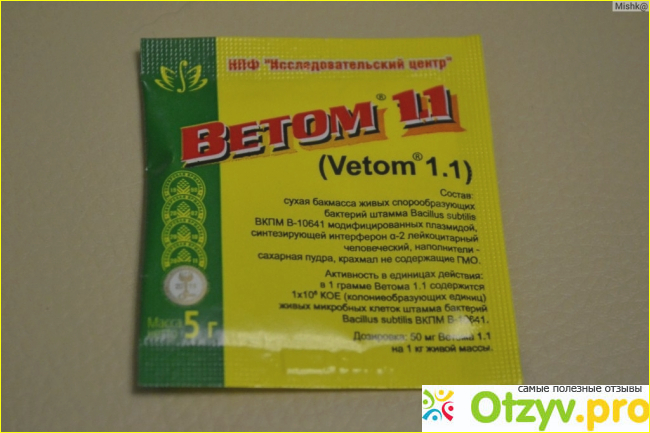 Mishk@
НПФ "Исследовательский центр"
Ветом® 1.1
(Vetom® 1.1)
Состав:
сухая бакмасса живых спорообразующих
бактерий штамма Bacillus subtilis
ВКПМ В-10641 модифицированных плазмидой,
синтезирующей интерферон α-2 лейкоцитарный
человеческий, наполнители -
сахарная пудра, крахмал не содержащие ГМО.
Активность в единицах действия:
в 1 грамме Ветома 1.1 содержится
КОЕ (колониеобразующих единиц)
живых микробных клеток штамма бактерий
Bacillus subtilis ВКПМ В-10641.
Дозировка: 50 мг Ветома 1.1
на 1 кг живой массы.
Масса 5 г
самые полезные отзывы
Otzyv.pro